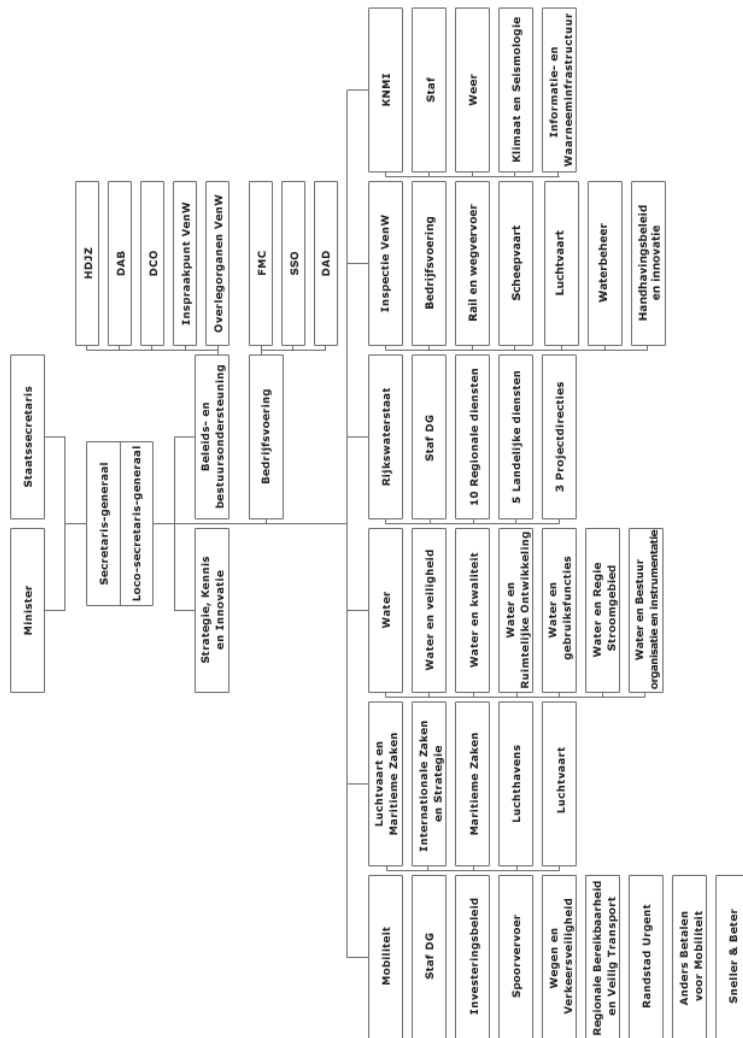 Minister
Staatssecretaris
Secretaris-generaal
Loco-secretaris-generaal
Strategie, Kennis
en Innovatie
Beleids- en
bestuursondersteuning
HDJZ
DAB
DCO
Inspraakpunt VenW
Overlegorganen VenW
Bedrijfsvoering
FMC
SSO
DAD
Mobiliteit
Staf DG
Investeringsbeleid
Spoorvervoer
Wegen en
Verkeersveiligheid
Regionale Bereikbaarheid
en Veilig Transport
Randstad Urgent
Anders Betalen
voor Mobiliteit
Sneller & Beter
Luchtvaart en
Maritieme Zaken
Internationale Zaken
en Strategie
Maritieme Zaken
Luchthavens
Luchtvaart
Water
Water en veiligheid
Water en kwaliteit
Water en
Ruimtelijke Ontwikkeling
Water en
gebruiksfuncties
Water en Regie
Stroomgebied
Water en Bestuur
organisatie en instrumentatie
Rijkswaterstaat
Staf DG
10 Regionale diensten
5 Landelijke diensten
3 Projectdirecties
Inspectie VenW
Bedrijfsvoering
Rail en wegvervoer
Scheepvaart
Luchtvaart
Waterbeheer
Handhavingsbeleid
en innovatie
KNMI
Staf
Weer
Klimaat en Seismologie
Informatie- en
Waarneeminfrastructuur